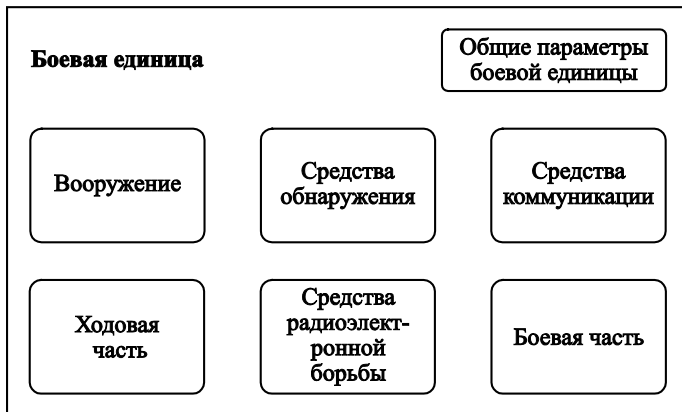 Боевая единица
Общие параметры
боевой единицы
Вооружение
Средства
обнаружения
Средства
коммуникации
Ходовая
часть
Средства
радиоэлект-
ронной
борьбы
Боевая часть